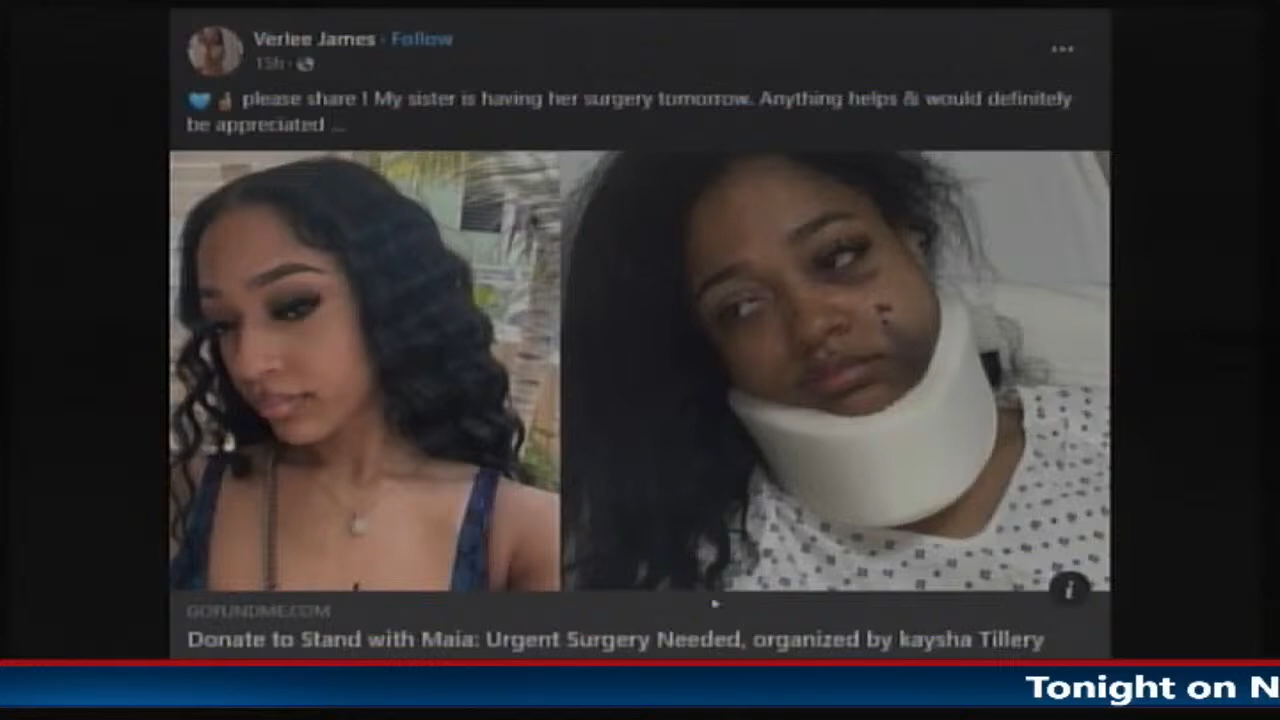 Verlee James · Follow
15h ·
please share ! My sister is having her surgery tomorrow. Anything helps & would definitely
be appreciated ...
i
GOFUNDME.COM
Donate to Stand with Maia: Urgent Surgery Needed, organized by kaysha Tillery
Tonight on N